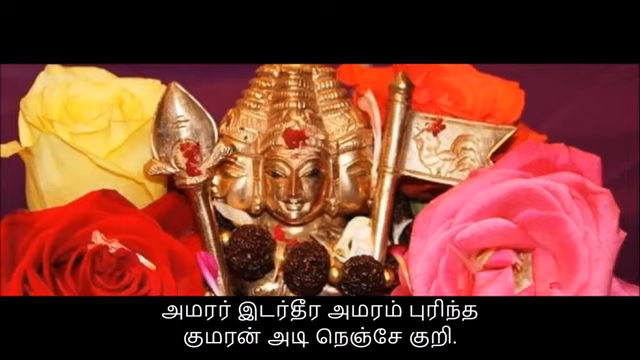 அமரர் இடர்தீர அமரம் புரிந்த
குமரன் அடி நெஞ்சே குறி.